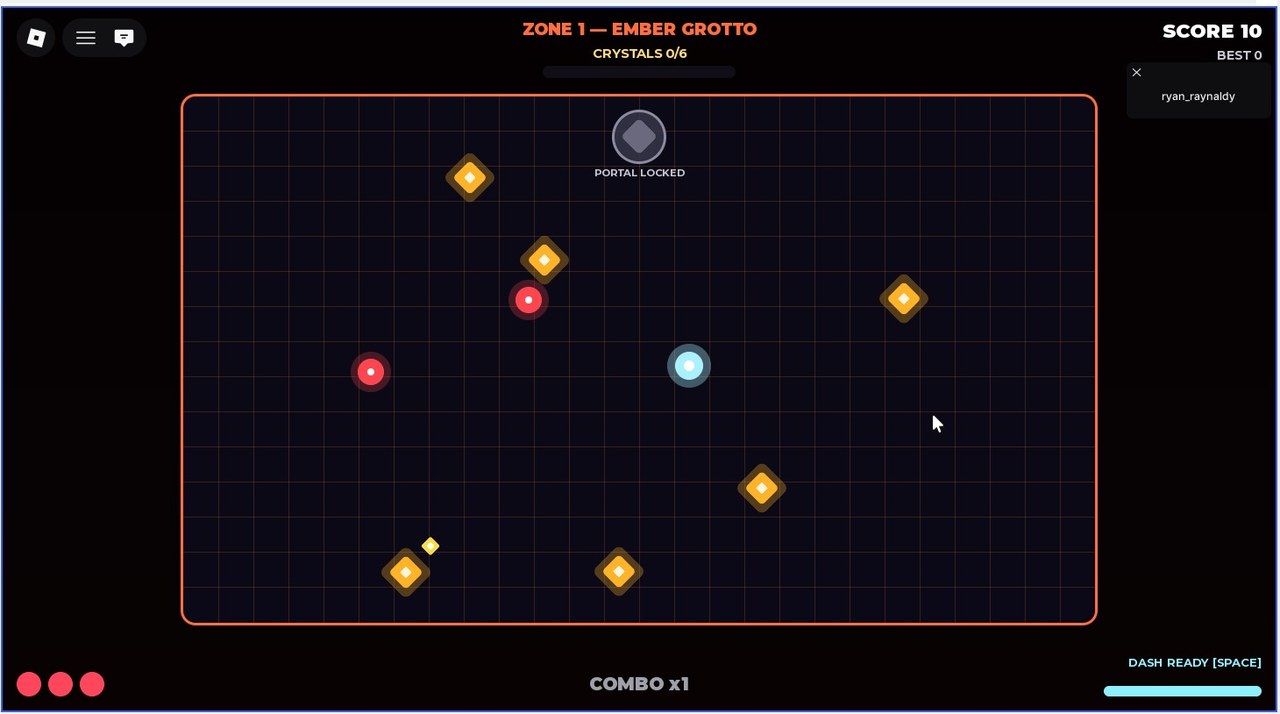 ZONE 1 — EMBER GROTTO
CRYSTALS 0/6
SCORE 10
BEST 0
ryan_raynaldy
PORTAL LOCKED
DASH READY [SPACE]
COMBO x1